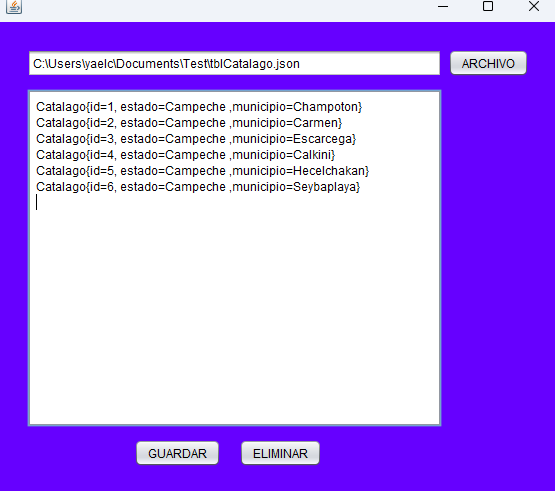 C:\Users\yaelc\Documents\Test\tblCatalago.json
ARCHIVO
Catalago{id=1, estado=Campeche ,municipio=Champoton}
Catalago{id=2, estado=Campeche ,municipio=Carmen}
Catalago{id=3, estado=Campeche ,municipio=Escarcega}
Catalago{id=4, estado=Campeche ,municipio=Calkini}
Catalago{id=5, estado=Campeche ,municipio=Hecelchakan}
Catalago{id=6, estado=Campeche ,municipio=Seybaplaya}
GUARDAR
ELIMINAR